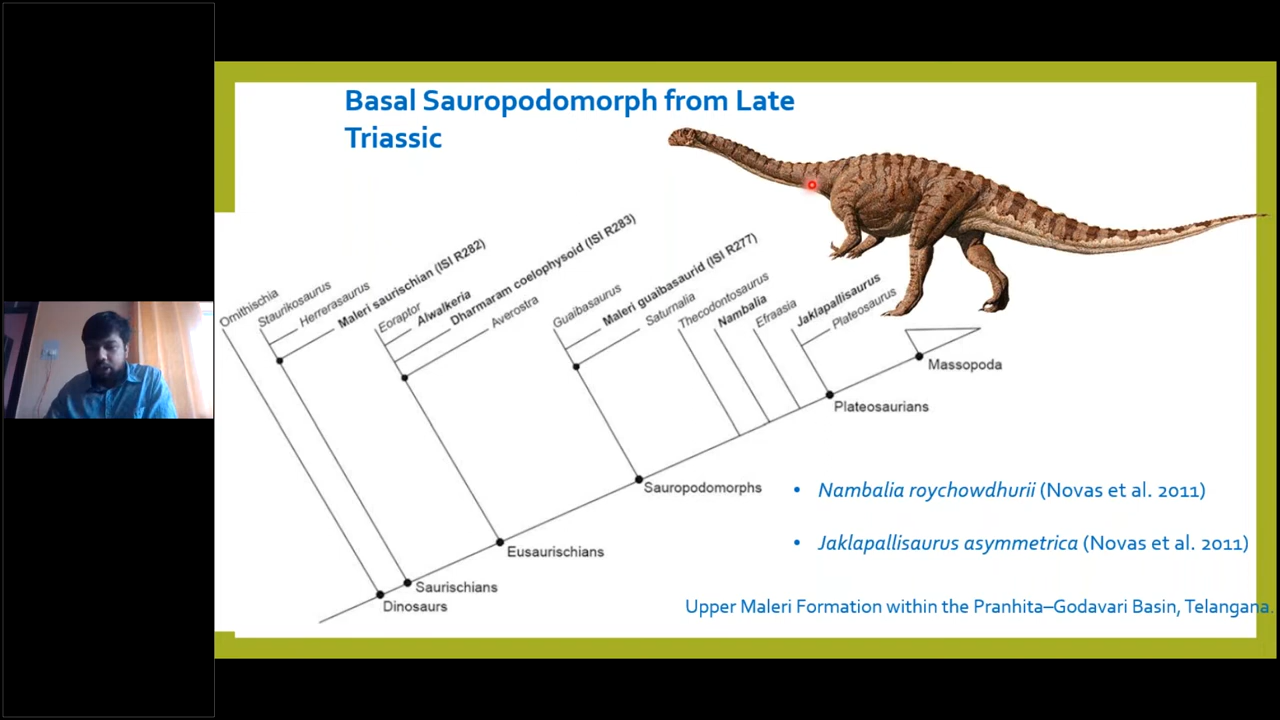 Basal Sauropodomorph from Late
Triassic
Ornithischia
Staurikosaurus
Herrerasaurus
Maleri saurischian (ISI R282)
Eoraptor
Alwalkeria
Dharmaram coelophysoid (ISI R283)
Averostra
Guaibasaurus
Maleri guaibasaurid (ISI R277)
Saturnalia
Thecodontosaurus
Nambalia
Efraasia
Jaklapallisaurus
Plateosaurus
Massopoda
Plateosaurians
Sauropodomorphs
Eusaurischians
Saurischians
Dinosaurs
• Nambalia roychowdhurii (Novas et al. 2011)
• Jaklapallisaurus asymmetrica (Novas et al. 2011)
Upper Maleri Formation within the Pranhita–Godavari Basin, Telangana.